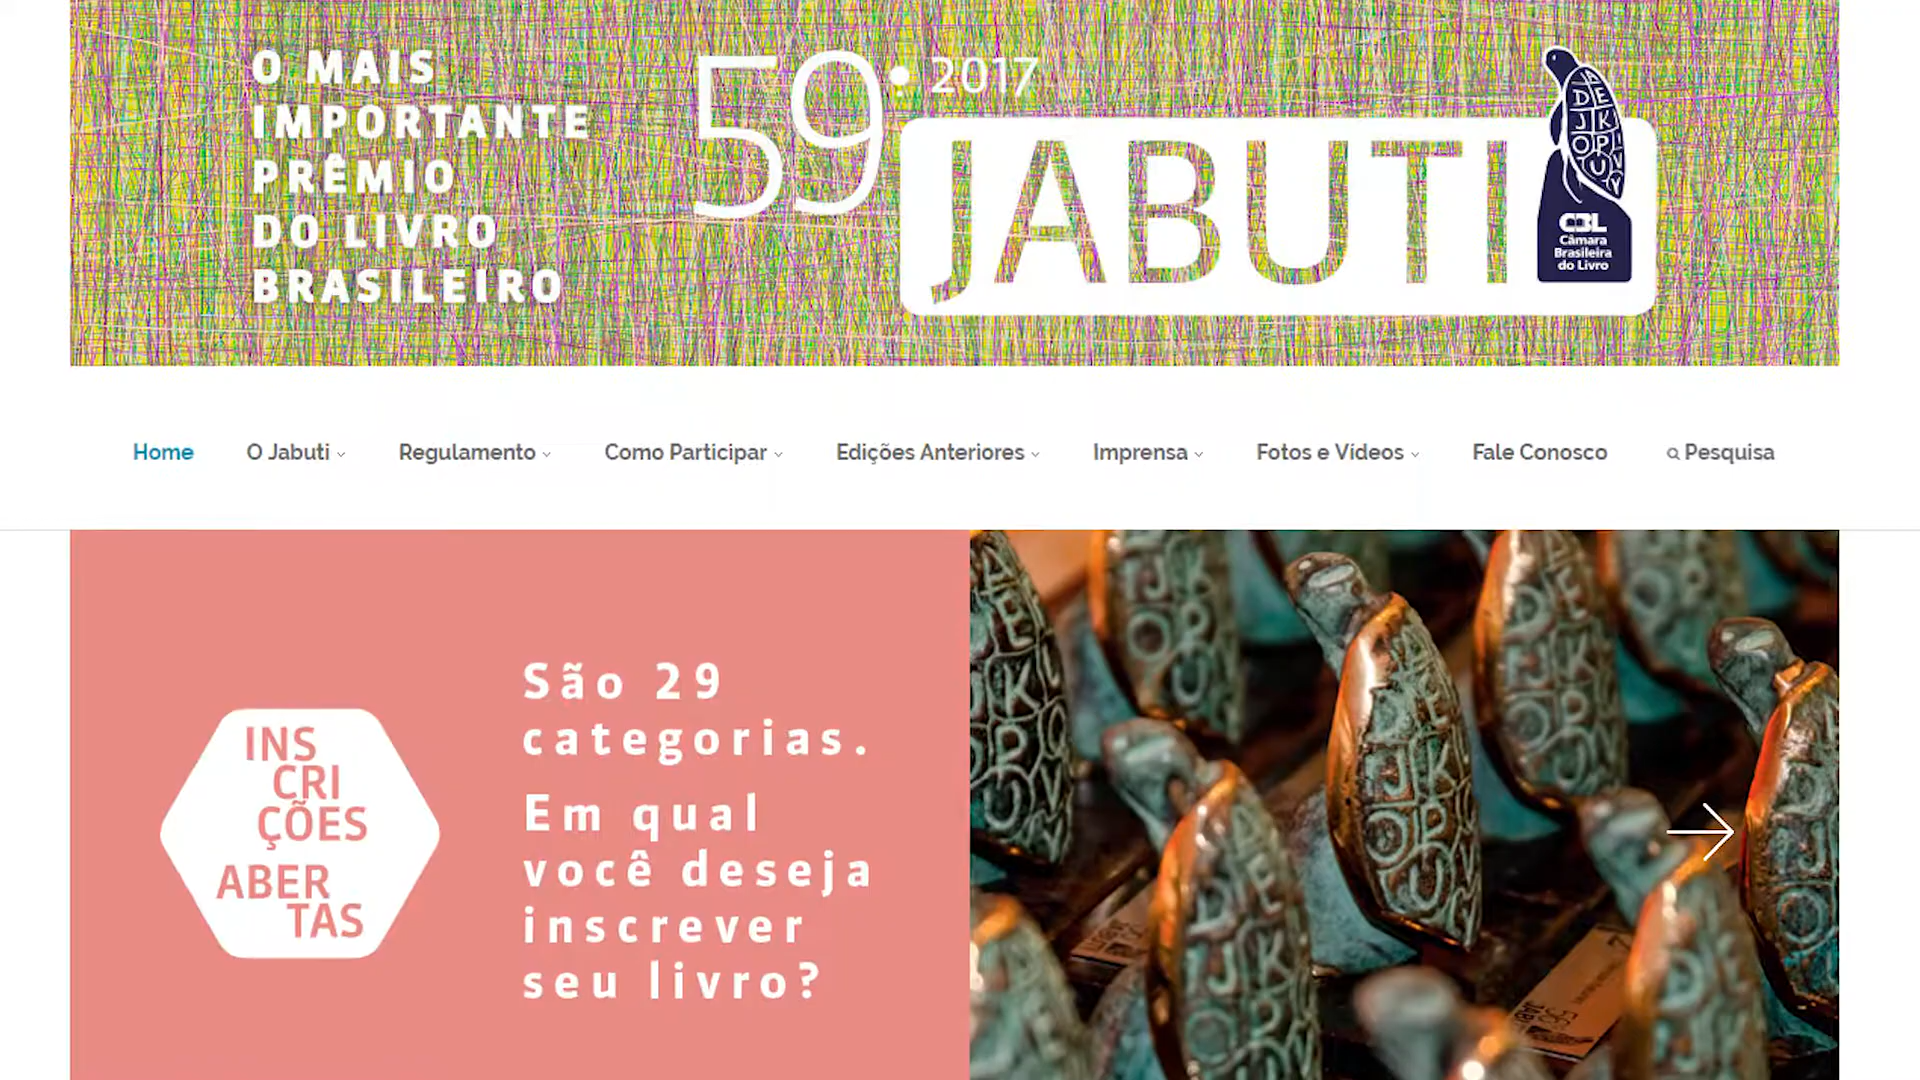 O MAIS
IMPORTANTE
PRÊMIO
DO LIVRO
BRASILEIRO
59º 2017
JABUTI
CBL
Câmara
Brasileira
do Livro
Home
O Jabuti
Regulamento
Como Participar
Edições Anteriores
Imprensa
Fotos e Vídeos
Fale Conosco
Pesquisa
INS
CRI
ÇÕES
ABER
TAS
São 29
categorias.
Em qual
você deseja
inscrever
seu livro?